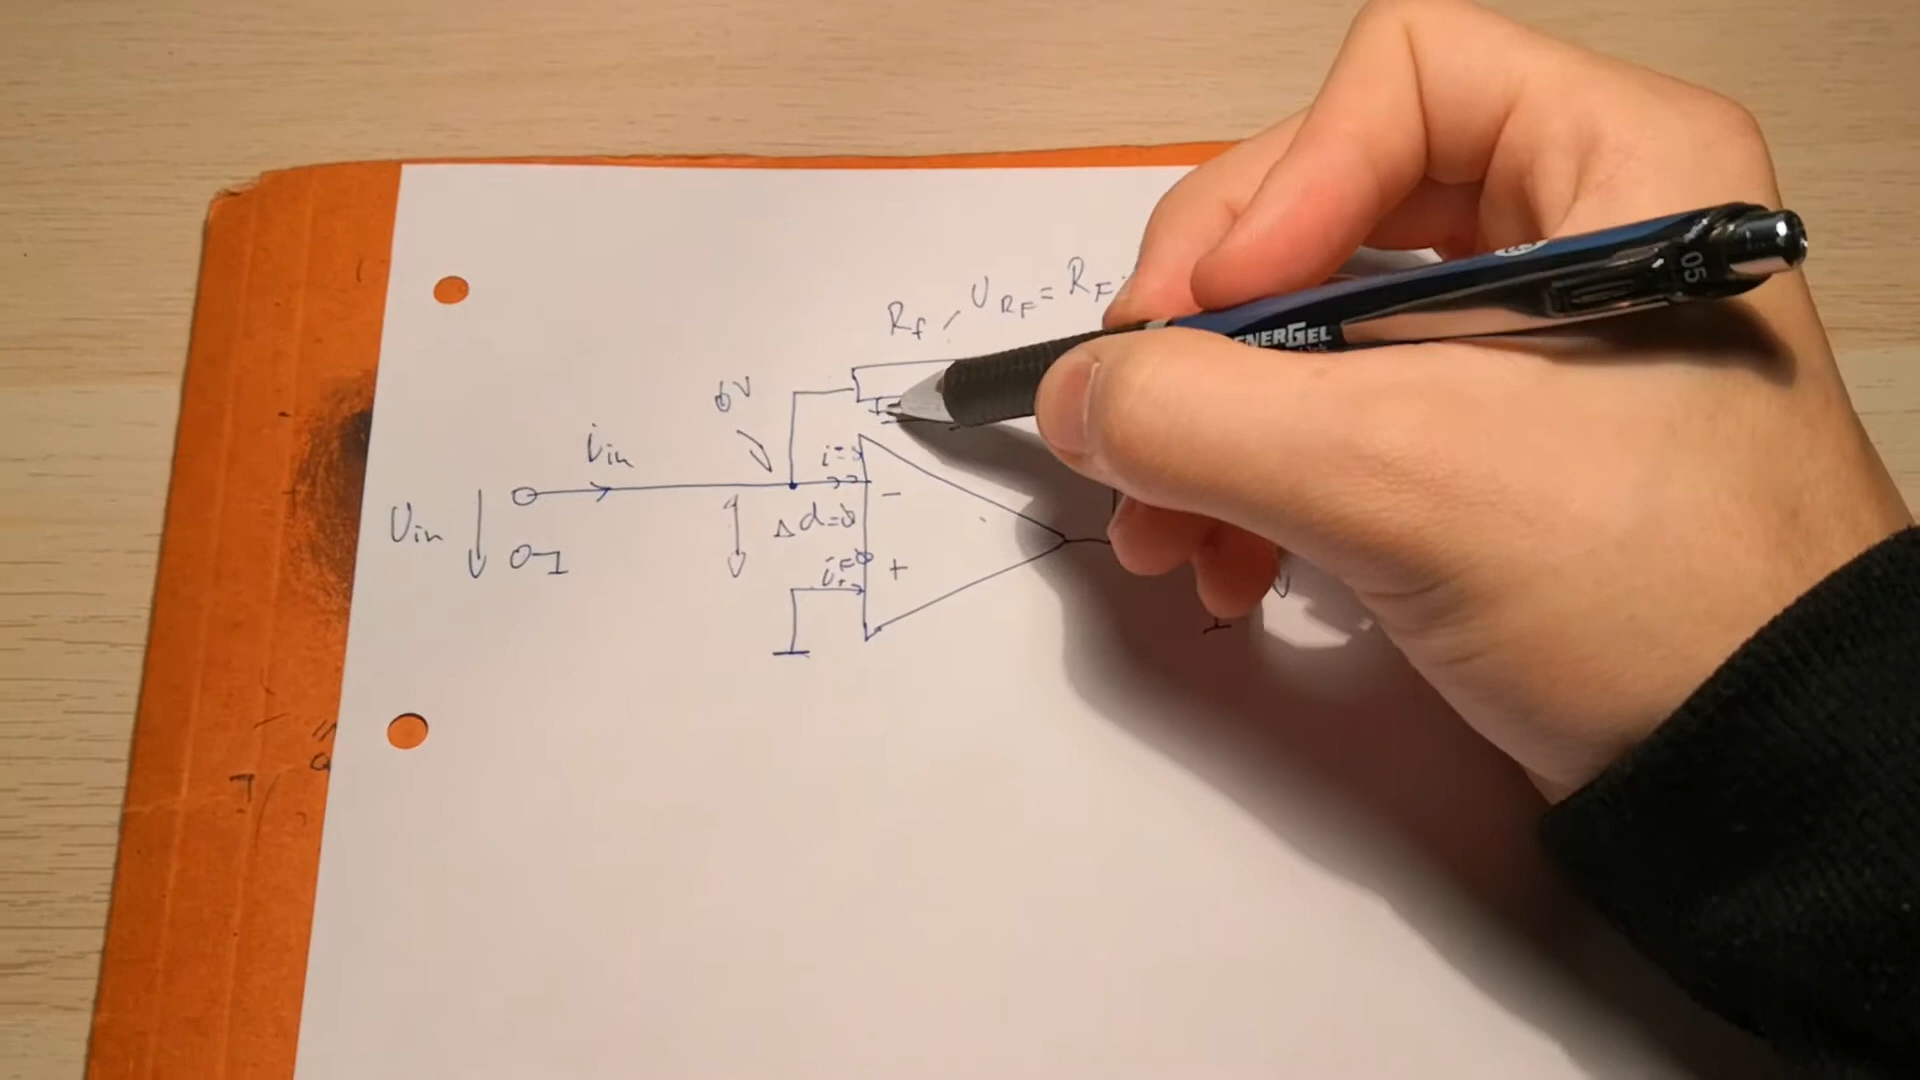 Rf , URF = RF
05
ENERGEL
0V
iin
i=0
Uin
-
Δd=0
i+=0
+